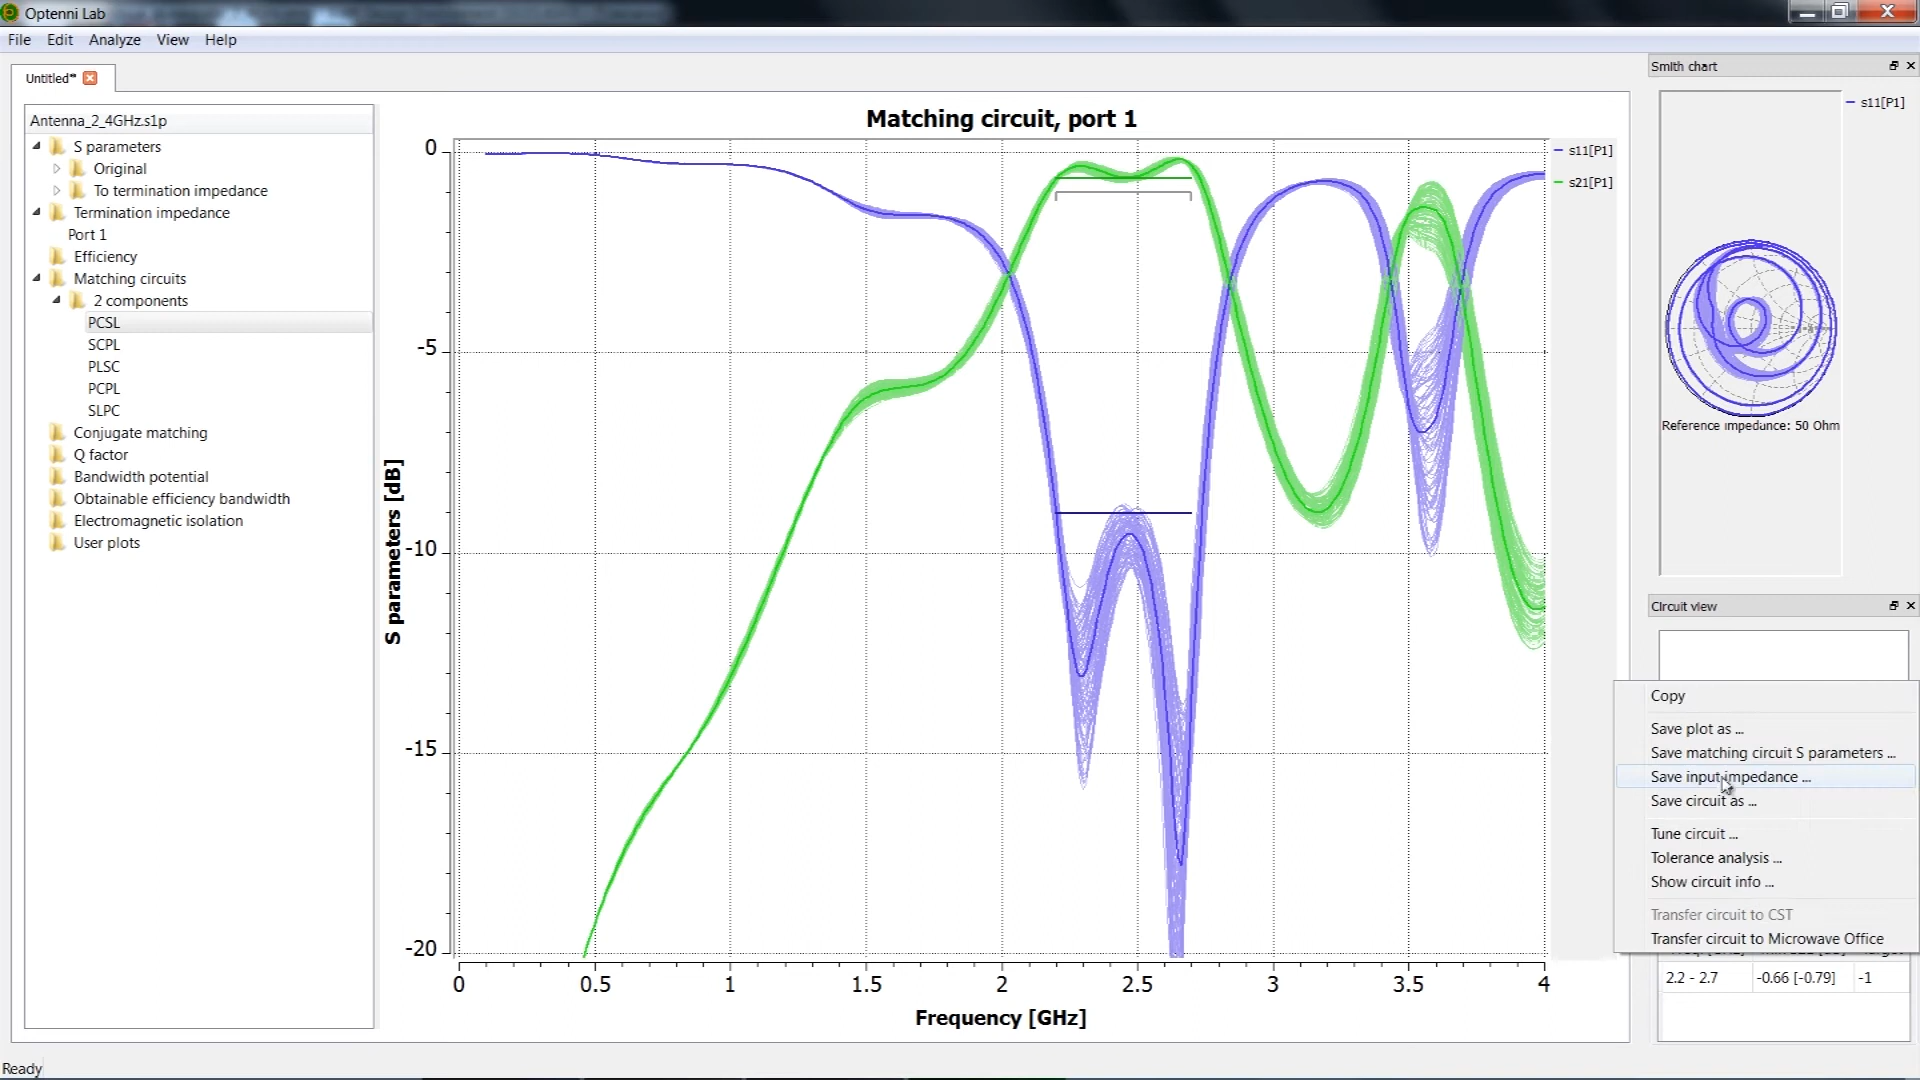 Optenni Lab
File Edit Analyze View Help
Untitled*
Antenna_2_4GHz.s1p
S parameters
Original
To termination impedance
Termination impedance
Port 1
Efficiency
Matching circuits
2 components
PCSL
SCPL
PLSC
PCPL
SLPC
Conjugate matching
Q factor
Bandwidth potential
Obtainable efficiency bandwidth
Electromagnetic isolation
User plots
Matching circuit, port 1
S parameters [dB]
0
-5
-10
-15
-20
0 0.5 1 1.5 2 2.5 3 3.5 4
Frequency [GHz]
s11[P1]
s21[P1]
Smith chart
s11[P1]
Reference impedance: 50 Ohm
Circuit view
Copy
Save plot as ...
Save matching circuit S parameters ...
Save input impedance ...
Save circuit as ...
Tune circuit ...
Tolerance analysis ...
Show circuit info ...
Transfer circuit to CST
Transfer circuit to Microwave Office
2.2 - 2.7 -0.66 [-0.79] -1
Ready